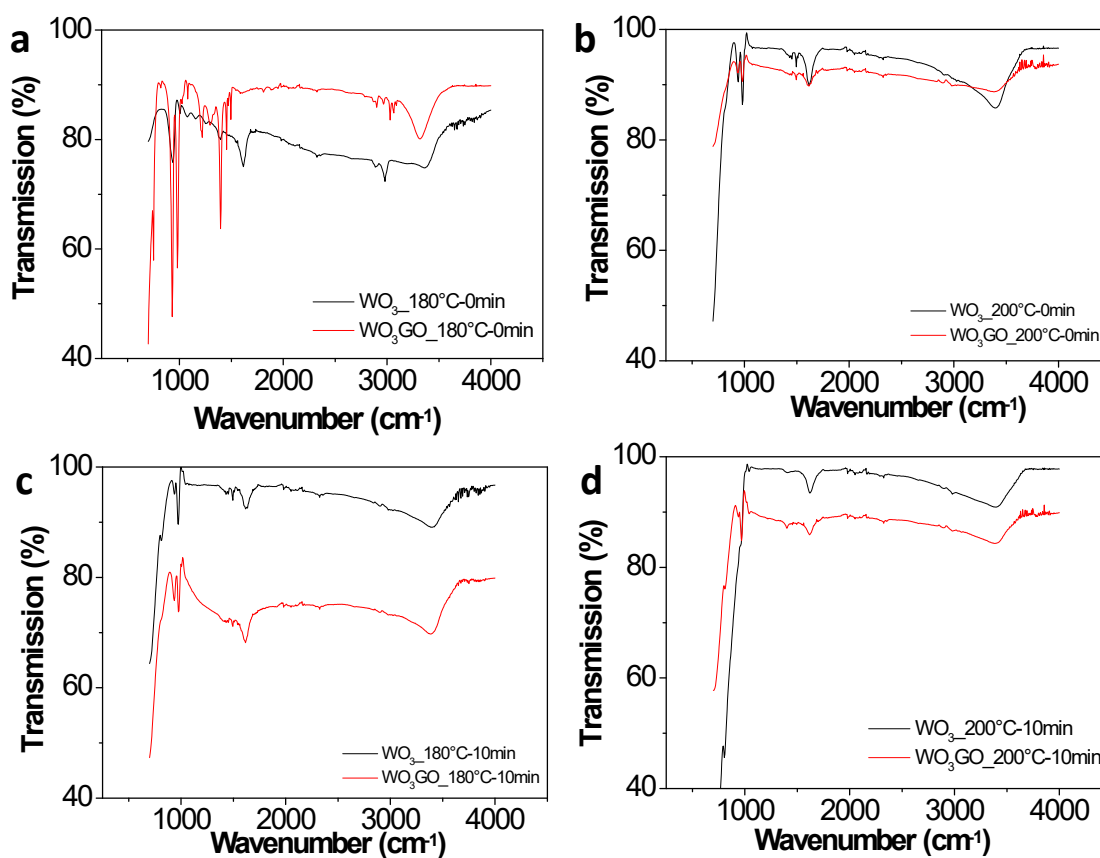 a
Transmission (%)
100
80
60
40
WO₃_180°C-0min
WO₃GO_180°C-0min
1000 2000 3000 4000
Wavenumber (cm⁻¹)
b
Transmission (%)
100
80
60
40
WO₃_200°C-0min
WO₃GO_200°C-0min
1000 2000 3000 4000
Wavenumber (cm⁻¹)
c
Transmission (%)
100
80
60
40
WO₃_180°C-10min
WO₃GO_180°C-10min
1000 2000 3000 4000
Wavenumber (cm⁻¹)
d
Transmission (%)
100
80
60
40
WO₃_200°C-10min
WO₃GO_200°C-10min
1000 2000 3000 4000
Wavenumber (cm⁻¹)